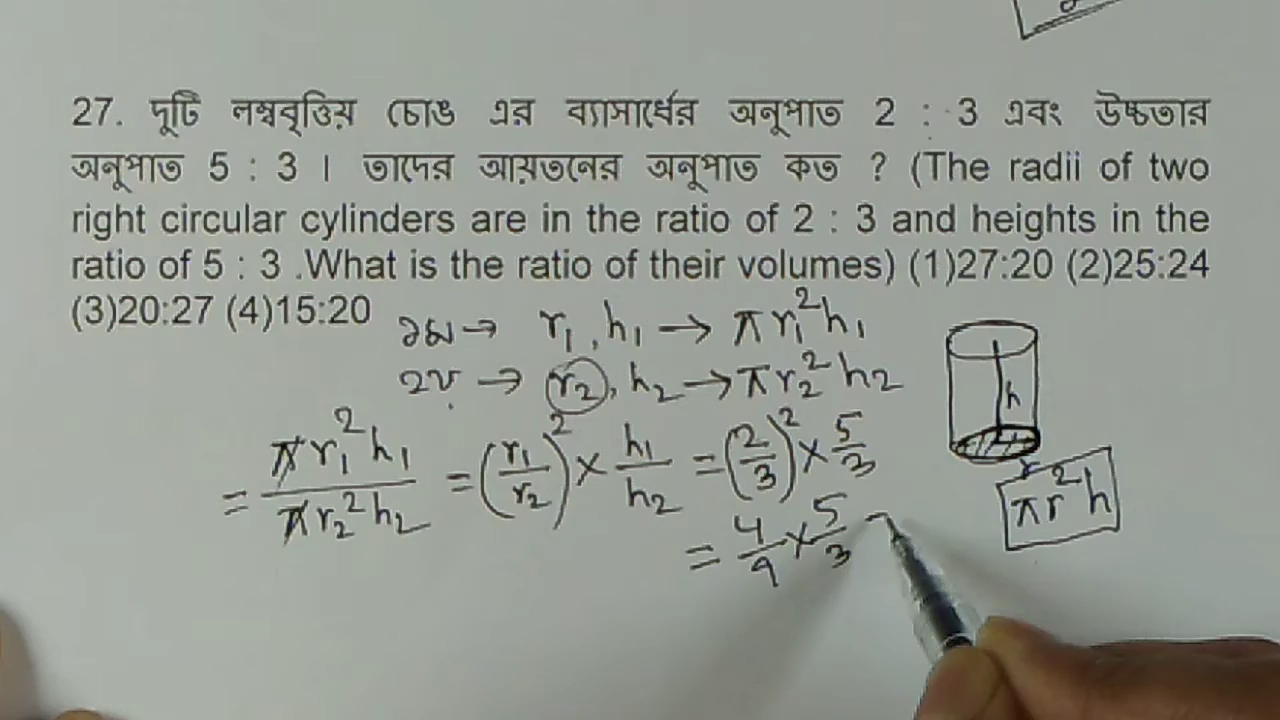 27. দুটি লম্ববৃত্তিয় চোঙ এর ব্যাসার্ধের অনুপাত 2 : 3 এবং উচ্চতার
অনুপাত 5 : 3 । তাদের আয়তনের অনুপাত কত ? (The radii of two
right circular cylinders are in the ratio of 2 : 3 and heights in the
ratio of 5 : 3 .What is the ratio of their volumes) (1)27:20 (2)25:24
(3)20:27 (4)15:20
১ম → r₁, h₁ → πr₁²h₁
২য় → r₂, h₂ → πr₂²h₂
h
= πr₁²h₁ / πr₂²h₂ = (r₁/r₂)² × h₁/h₂ = (2/3)² × 5/3
r
πr²h
= 4/9 × 5/3